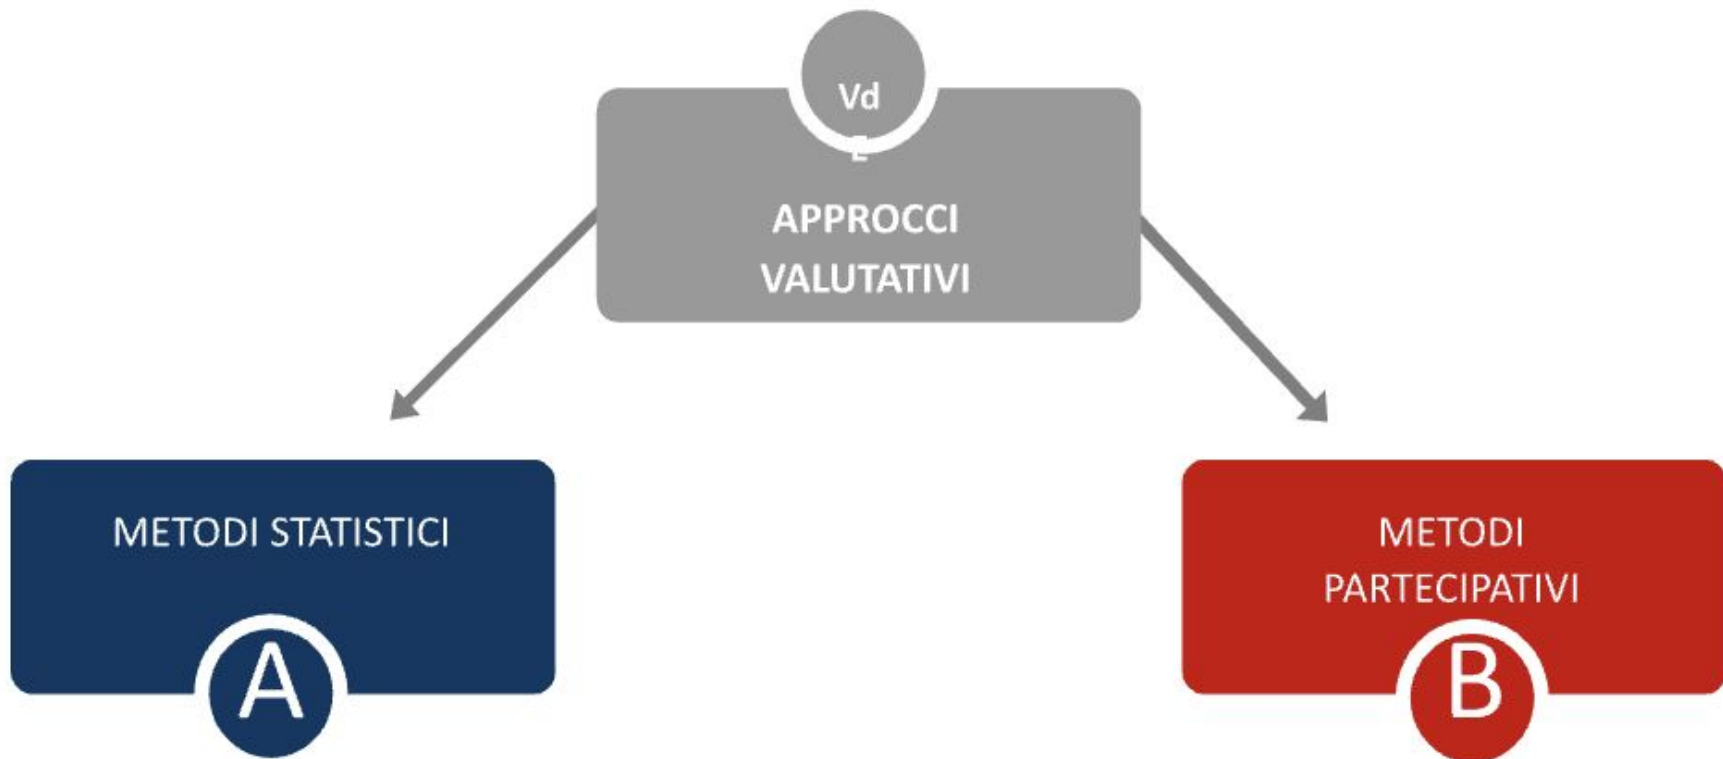 Vd
E
APPROCCI
VALUTATIVI
METODI STATISTICI
A
METODI
PARTECIPATIVI
B